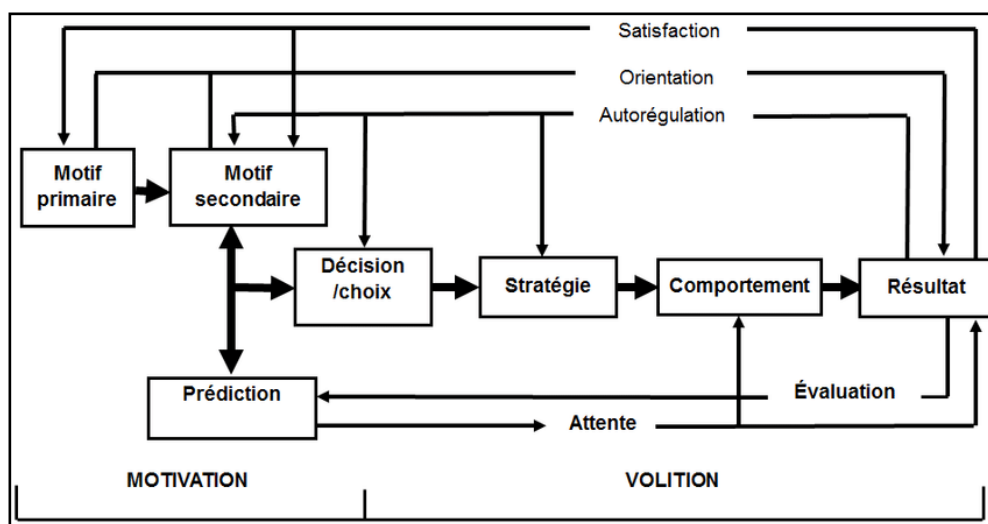 Satisfaction
Orientation
Autorégulation
Motif
primaire
Motif
secondaire
Décision
/choix
Stratégie
Comportement
Résultat
Prédiction
Évaluation
Attente
MOTIVATION
VOLITION